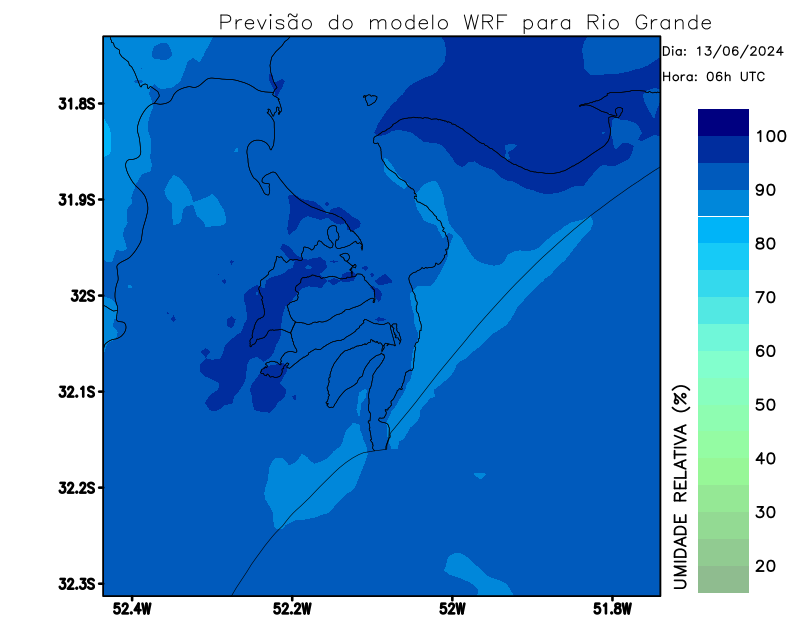 Previsão do modelo WRF para Rio Grande
Dia: 13/06/2024
Hora: 06h UTC
31.8S
31.9S
32S
32.1S
32.2S
32.3S
52.4W
52.2W
52W
51.8W
UMIDADE RELATIVA (%)
100
90
80
70
60
50
40
30
20